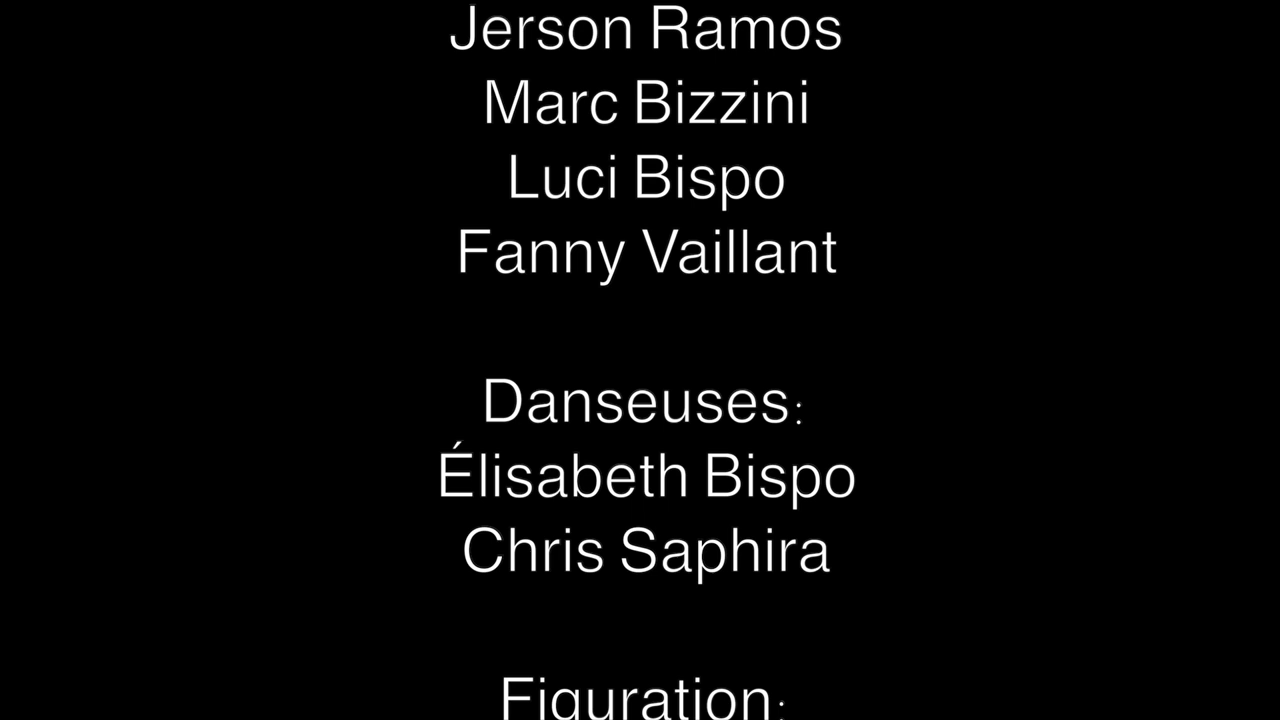 Jerson Ramos
Marc Bizzini
Luci Bispo
Fanny Vaillant
Danseuses:
Élisabeth Bispo
Chris Saphira
Figuration: